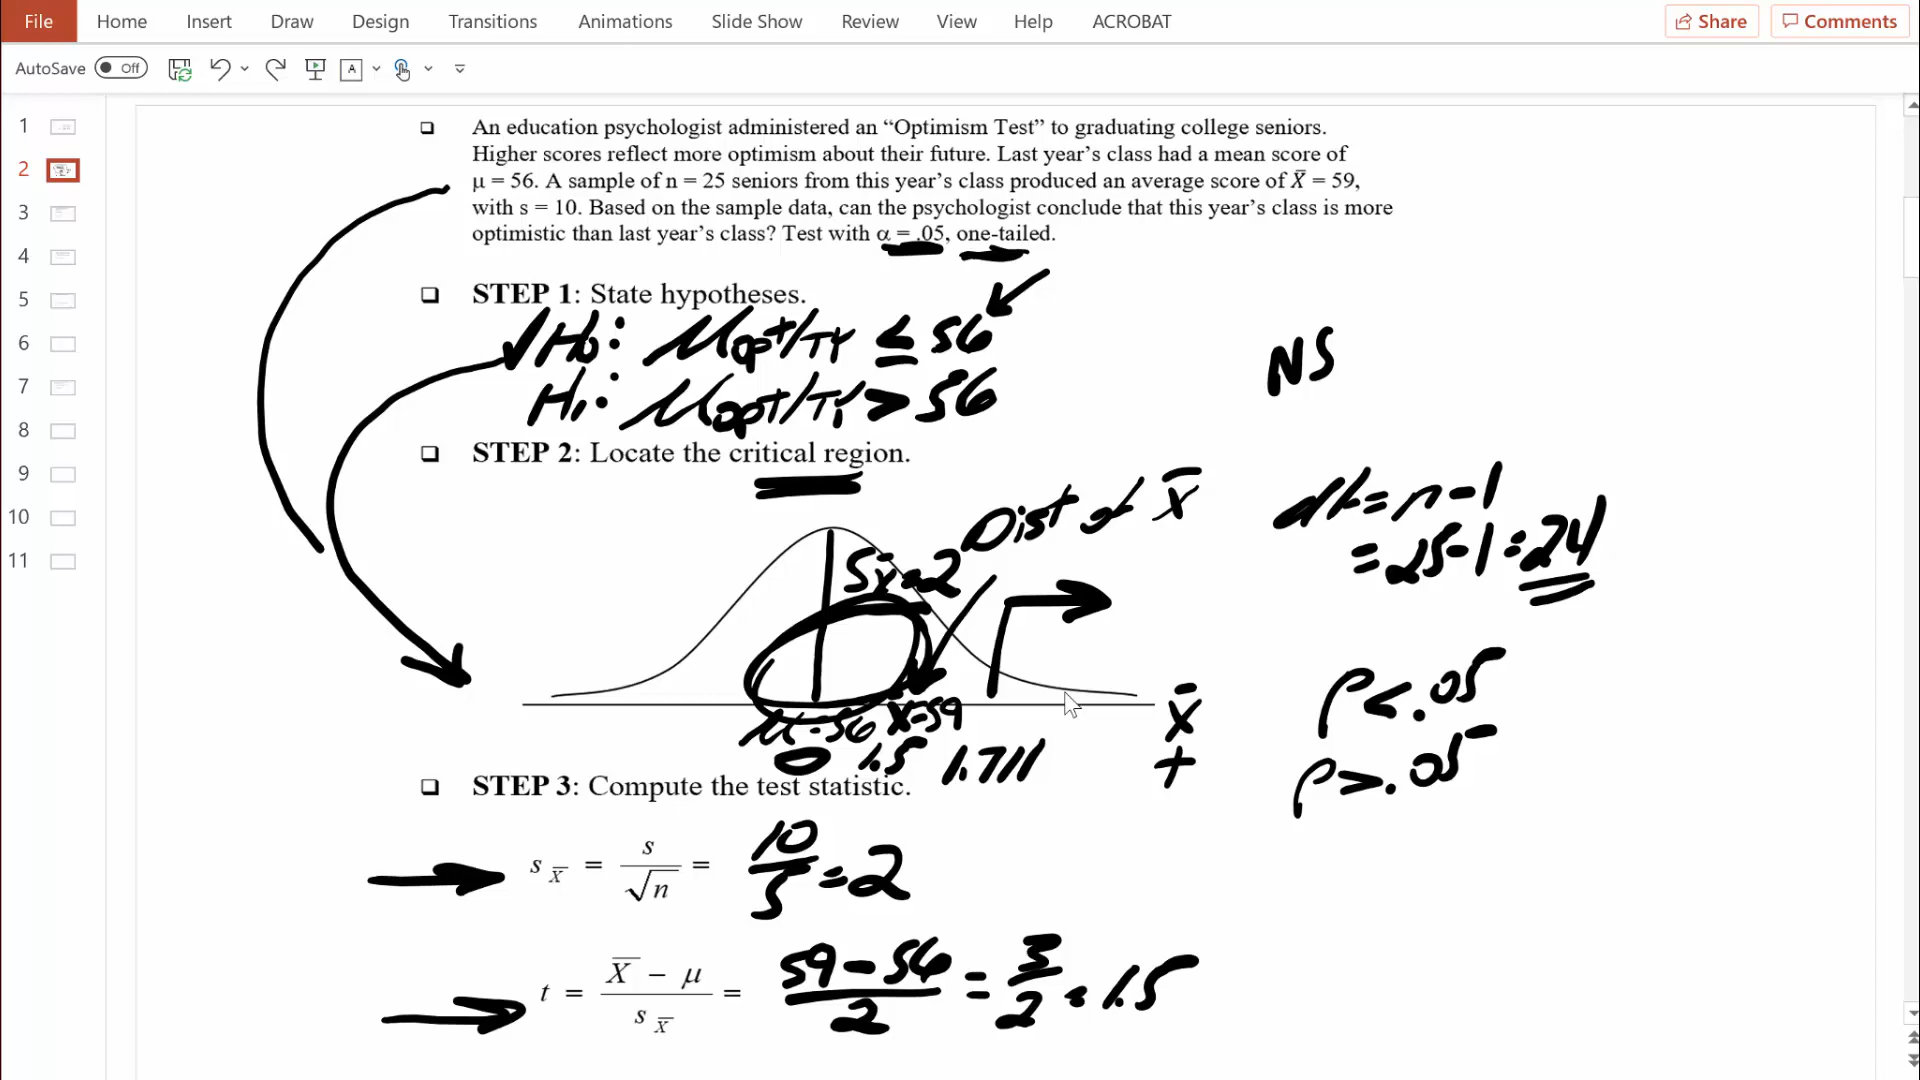 File Home Insert Draw Design Transitions Animations Slide Show Review View Help ACROBAT Share Comments
AutoSave Off A
1
2
3
4
5
6
7
8
9
10
11
An education psychologist administered an “Optimism Test” to graduating college seniors.
Higher scores reflect more optimism about their future. Last year’s class had a mean score of
μ = 56. A sample of n = 25 seniors from this year’s class produced an average score of X̅ = 59,
with s = 10. Based on the sample data, can the psychologist conclude that this year’s class is more
optimistic than last year’s class? Test with α = .05, one-tailed.
STEP 1: State hypotheses.
√ H₀: μ opt/TY ≤ 56
H₁: μ opt/TY > 56
NS
STEP 2: Locate the critical region.
Dist of X̅
df = n-1
= 25-1 = 24
Sx̅ = 2
μ = 56 X̅ = 59 X̅
0 1.5 1.711 t
p < .05
p > .05
STEP 3: Compute the test statistic.
s X̅ = s / √n = 10/5 = 2
t = X̅ − μ / s X̅ = 59-56 / 2 = 3/2 = 1.5